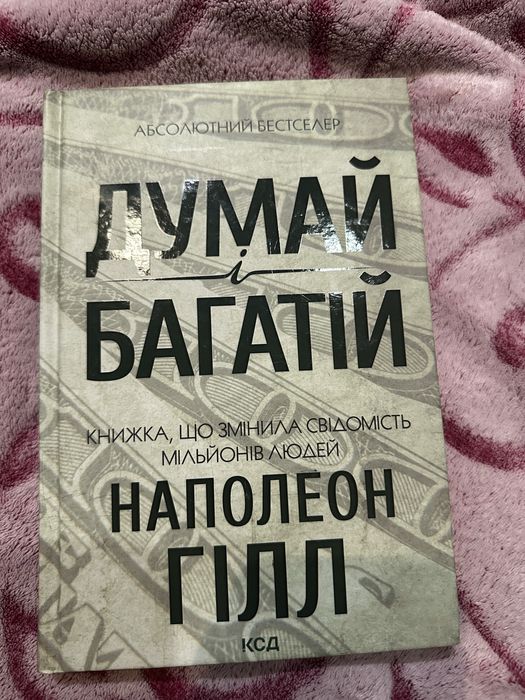 АБСОЛЮТНИЙ БЕСТСЕЛЕР
ДУМАЙ
і
БАГАТІЙ
КНИЖКА, ЩО ЗМІНИЛА СВІДОМІСТЬ
МІЛЬЙОНІВ ЛЮДЕЙ
НАПОЛЕОН
ГІЛЛ
КСД